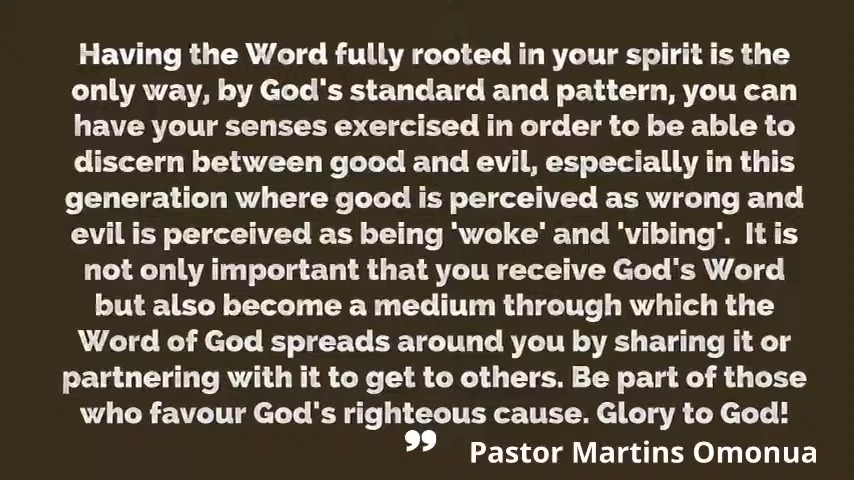 Having the Word fully rooted in your spirit is the
only way, by God's standard and pattern, you can
have your senses exercised in order to be able to
discern between good and evil, especially in this
generation where good is perceived as wrong and
evil is perceived as being 'woke' and 'vibing'.  It is
not only important that you receive God's Word
but also become a medium through which the
Word of God spreads around you by sharing it or
partnering with it to get to others. Be part of those
who favour God's righteous cause. Glory to God!
”
Pastor Martins Omonua